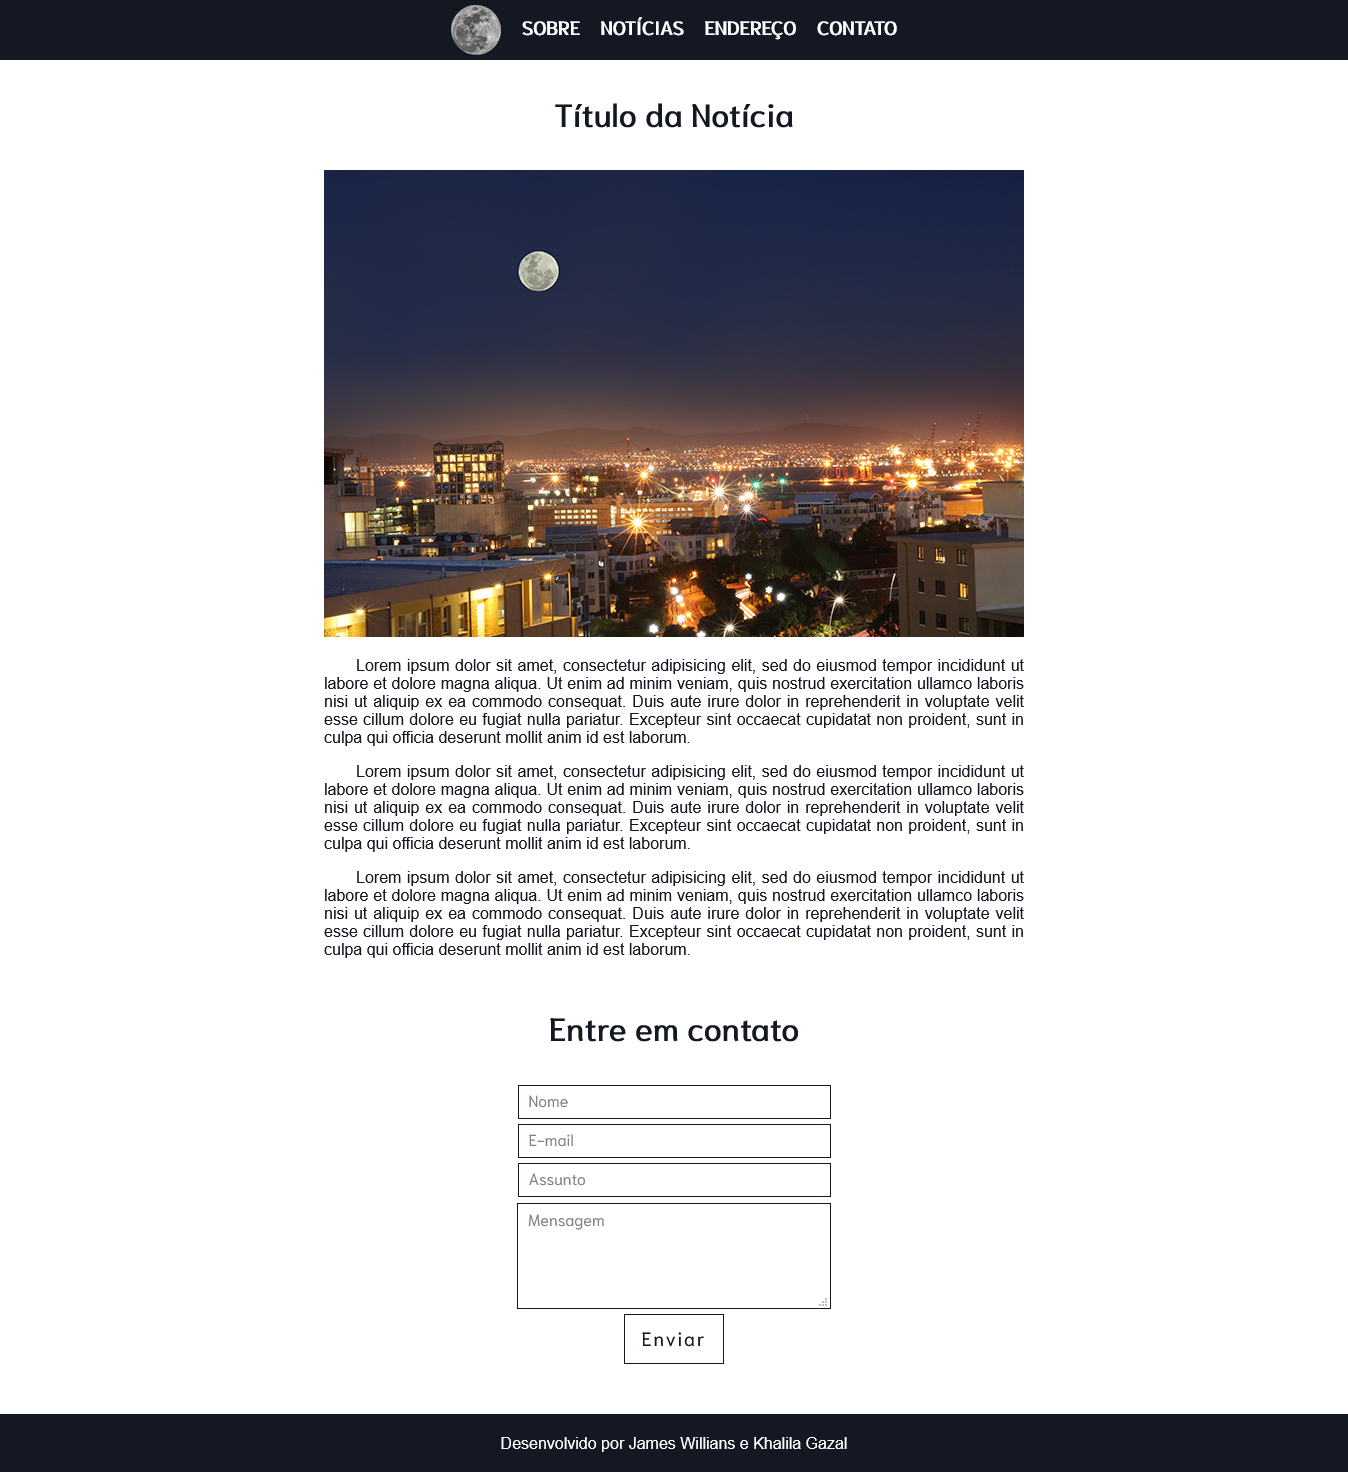 SOBRE NOTÍCIAS ENDEREÇO CONTATO
Título da Notícia
Lorem ipsum dolor sit amet, consectetur adipisicing elit, sed do eiusmod tempor incididunt ut
labore et dolore magna aliqua. Ut enim ad minim veniam, quis nostrud exercitation ullamco laboris
nisi ut aliquip ex ea commodo consequat. Duis aute irure dolor in reprehenderit in voluptate velit
esse cillum dolore eu fugiat nulla pariatur. Excepteur sint occaecat cupidatat non proident, sunt in
culpa qui officia deserunt mollit anim id est laborum.
Lorem ipsum dolor sit amet, consectetur adipisicing elit, sed do eiusmod tempor incididunt ut
labore et dolore magna aliqua. Ut enim ad minim veniam, quis nostrud exercitation ullamco laboris
nisi ut aliquip ex ea commodo consequat. Duis aute irure dolor in reprehenderit in voluptate velit
esse cillum dolore eu fugiat nulla pariatur. Excepteur sint occaecat cupidatat non proident, sunt in
culpa qui officia deserunt mollit anim id est laborum.
Lorem ipsum dolor sit amet, consectetur adipisicing elit, sed do eiusmod tempor incididunt ut
labore et dolore magna aliqua. Ut enim ad minim veniam, quis nostrud exercitation ullamco laboris
nisi ut aliquip ex ea commodo consequat. Duis aute irure dolor in reprehenderit in voluptate velit
esse cillum dolore eu fugiat nulla pariatur. Excepteur sint occaecat cupidatat non proident, sunt in
culpa qui officia deserunt mollit anim id est laborum.
Entre em contato
Nome
E-mail
Assunto
Mensagem
Enviar
Desenvolvido por James Willians e Khalila Gazal